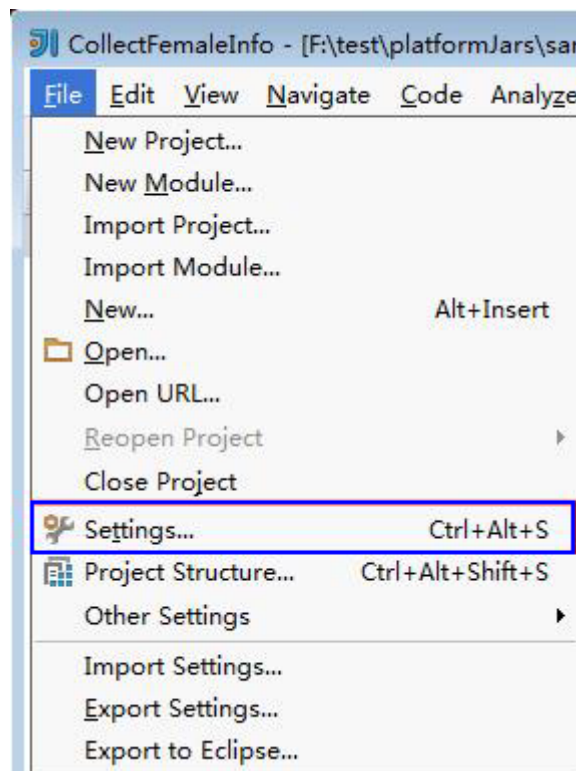 CollectFemaleInfo - [F:\test\platformJars\sar
File Edit View Navigate Code Analyze
New Project...
New Module...
Import Project...
Import Module...
New... Alt+Insert
Open...
Open URL...
Reopen Project
Close Project
Settings... Ctrl+Alt+S
Project Structure... Ctrl+Alt+Shift+S
Other Settings
Import Settings...
Export Settings...
Export to Eclipse...